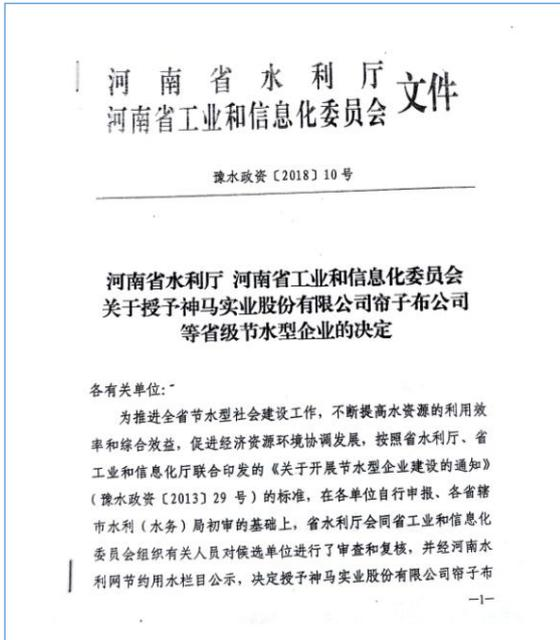 河南省水利厅
河南省工业和信息化委员会 文件
豫水政资〔2018〕10号
河南省水利厅 河南省工业和信息化委员会
关于授予神马实业股份有限公司帘子布公司
等省级节水型企业的决定
各有关单位:
为推进全省节水型社会建设工作，不断提高水资源的利用效
率和综合效益，促进经济资源环境协调发展，按照省水利厅、省
工业和信息化厅联合印发的《关于开展节水型企业建设的通知》
（豫水政资〔2013〕29号）的标准，在各单位自行申报、各省辖
市水利（水务）局初审的基础上，省水利厅会同省工业和信息化
委员会组织有关人员对候选单位进行了审查和复核，并经河南水
利网节约用水栏目公示，决定授予神马实业股份有限公司帘子布
—1—